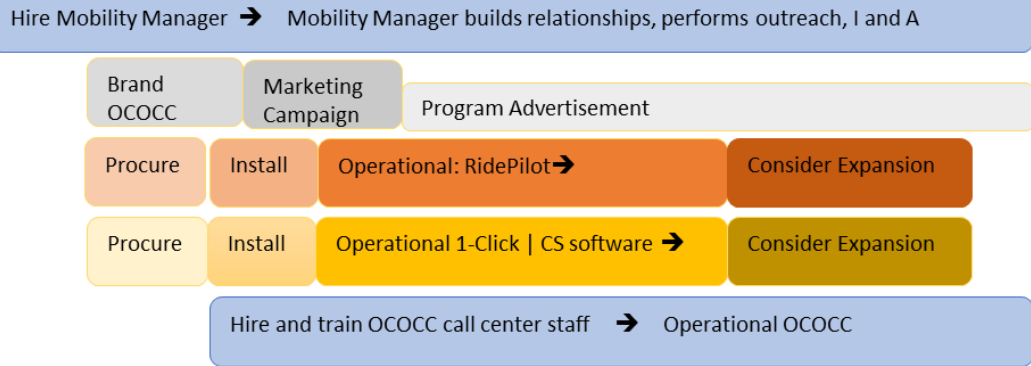 Hire Mobility Manager ➔ Mobility Manager builds relationships, performs outreach, I and A
Brand
OCOCC
Marketing
Campaign
Program Advertisement
Procure
Install
Operational: RidePilot➔
Consider Expansion
Procure
Install
Operational 1-Click | CS software ➔
Consider Expansion
Hire and train OCOCC call center staff ➔ Operational OCOCC